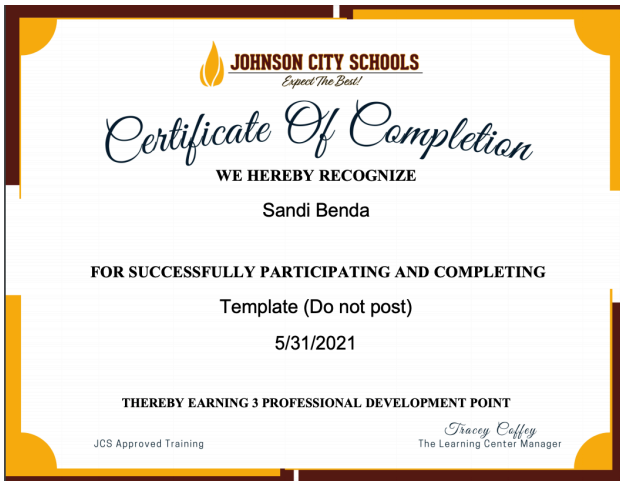 JOHNSON CITY SCHOOLS
Expect The Best!
Certificate Of Completion
WE HEREBY RECOGNIZE
Sandi Benda
FOR SUCCESSFULLY PARTICIPATING AND COMPLETING
Template (Do not post)
5/31/2021
THEREBY EARNING 3 PROFESSIONAL DEVELOPMENT POINT
Tracey Coffey
JCS Approved Training
The Learning Center Manager